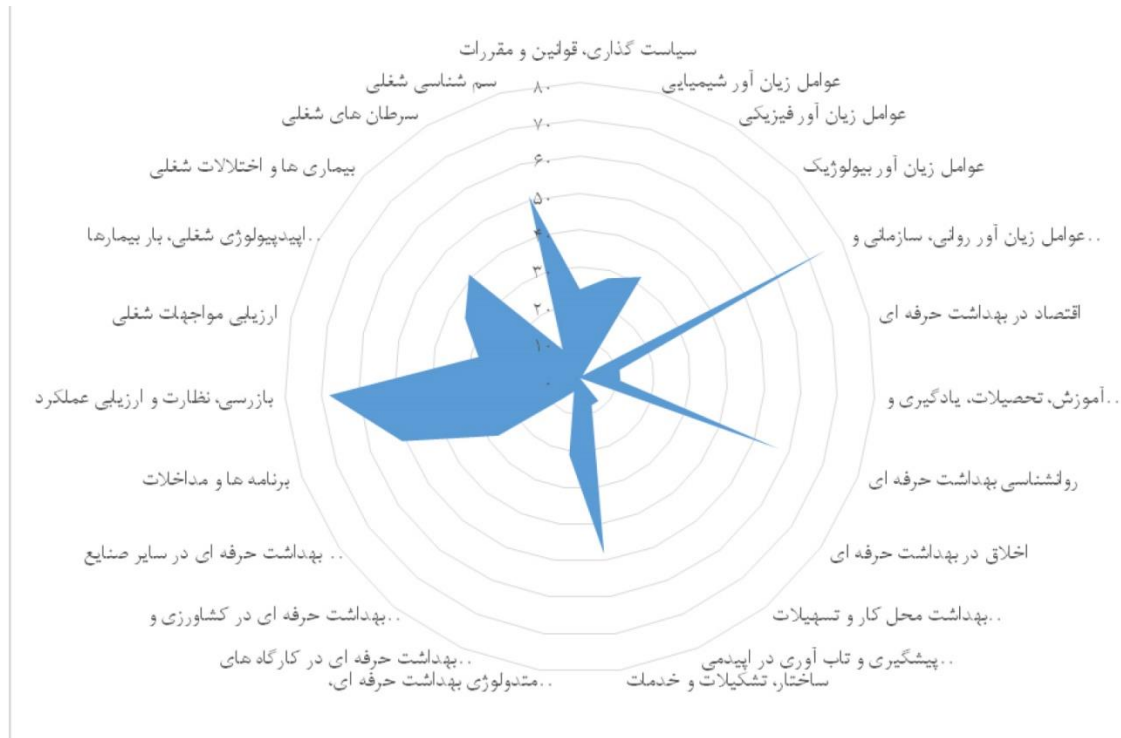 سیاست گذاری، قوانین و مقررات
عوامل زیان آور شیمیایی
عوامل زیان آور فیزیکی
عوامل زیان آور بیولوژیک
عوامل زیان آور روانی، سازمانی و..
اقتصاد در بهداشت حرفه ای
آموزش، تحصیلات، یادگیری و..
روانشناسی بهداشت حرفه ای
اخلاق در بهداشت حرفه ای
بهداشت محل کار و تسهیلات..
پیشگیری و تاب آوری در اپیدمی..
ساختار، تشکیلات و خدمات
متدولوژی بهداشت حرفه ای،..
بهداشت حرفه ای در کارگاه های..
بهداشت حرفه ای در کشاورزی و..
بهداشت حرفه ای در سایر صنایع ..
برنامه ها و مداخلات
بازرسی، نظارت و ارزیابی عملکرد
ارزیابی مواجهات شغلی
اپیدپیولوژی شغلی، بار بیمارها..
بیماری ها و اختلالات شغلی
سرطان های شغلی
سم شناسی شغلی
۸۰
۷۰
۶۰
۵۰
۴۰
۳۰
۲۰
۱۰
۰